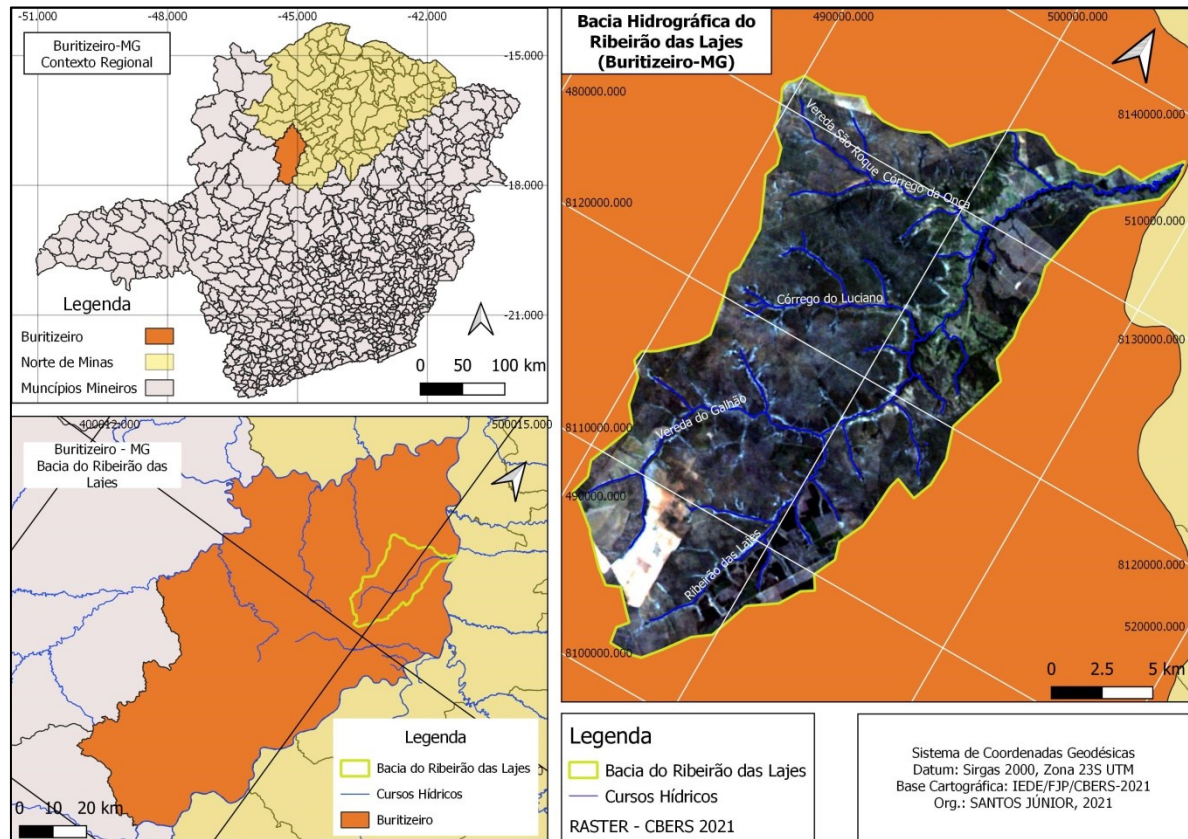 -51.000
-48.000
-45.000
-42.000
Buritizeiro-MG
Contexto Regional
-15.000
-18.000
-21.000
Legenda
Buritizeiro
Norte de Minas
Muncípios Mineiros
0 50 100 km
400012.000
500015.000
Buritizeiro - MG
Bacia do Ribeirão das
Lajes
Legenda
Bacia do Ribeirão das Lajes
Cursos Hídricos
Buritizeiro
0 10 20 km
Bacia Hidrográfica do
Ribeirão das Lajes
(Buritizeiro-MG)
490000.000
500000.000
480000.000
8140000.000
Vereda São Roque
Córrego da Onça
510000.000
8120000.000
Córrego do Luciano
8130000.000
Vereda do Galhão
8110000.000
490000.000
Ribeirão das Lajes
8120000.000
520000.000
8100000.000
0 2.5 5 km
Legenda
Bacia do Ribeirão das Lajes
Cursos Hídricos
RASTER - CBERS 2021
Sistema de Coordenadas Geodésicas
Datum: Sirgas 2000, Zona 23S UTM
Base Cartográfica: IEDE/FJP/CBERS-2021
Org.: SANTOS JÚNIOR, 2021